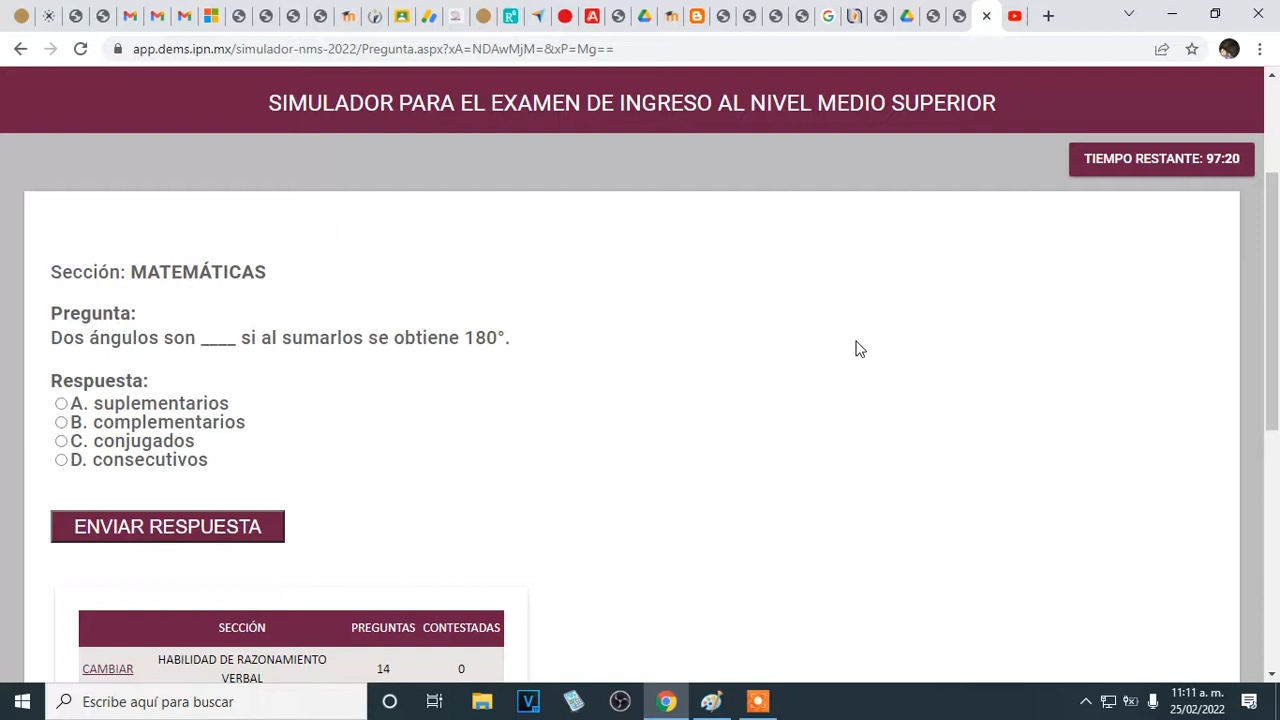 app.dems.ipn.mx/simulador-nms-2022/Pregunta.aspx?xA=NDAwMjM=&xP=Mg==
SIMULADOR PARA EL EXAMEN DE INGRESO AL NIVEL MEDIO SUPERIOR
TIEMPO RESTANTE: 97:20
Sección: MATEMÁTICAS
Pregunta:
Dos ángulos son ____ si al sumarlos se obtiene 180°.
Respuesta:
A. suplementarios
B. complementarios
C. conjugados
D. consecutivos
ENVIAR RESPUESTA
SECCIÓN PREGUNTAS CONTESTADAS
CAMBIAR HABILIDAD DE RAZONAMIENTO VERBAL 14 0
Escribe aquí para buscar
11:11 a. m.
25/02/2022